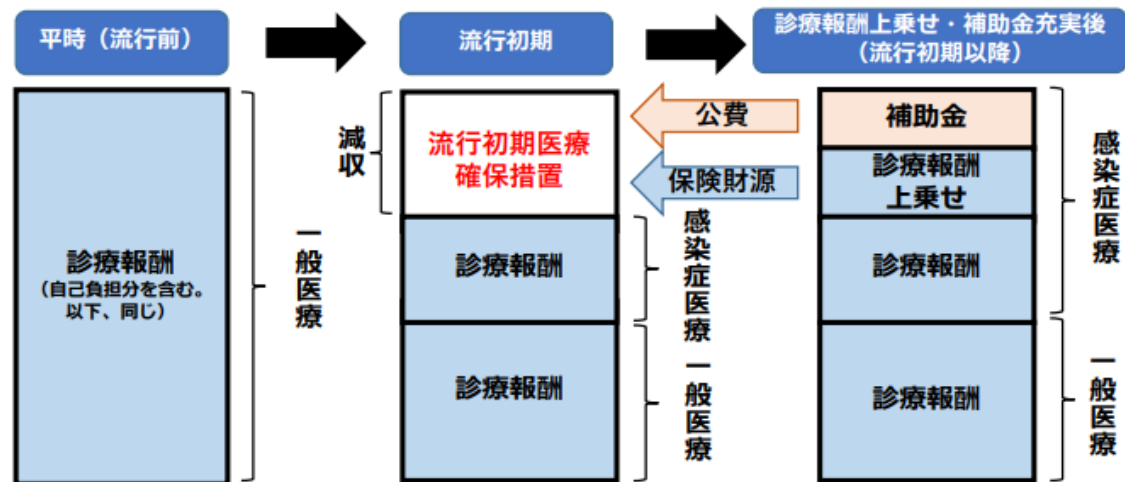 平時（流行前）
流行初期
診療報酬上乗せ・補助金充実後
（流行初期以降）
診療報酬
（自己負担分を含む。
以下、同じ）
一般医療
減収
流行初期医療
確保措置
診療報酬
感染症医療
診療報酬
一般医療
公費
保険財源
補助金
診療報酬
上乗せ
診療報酬
感染症医療
診療報酬
一般医療